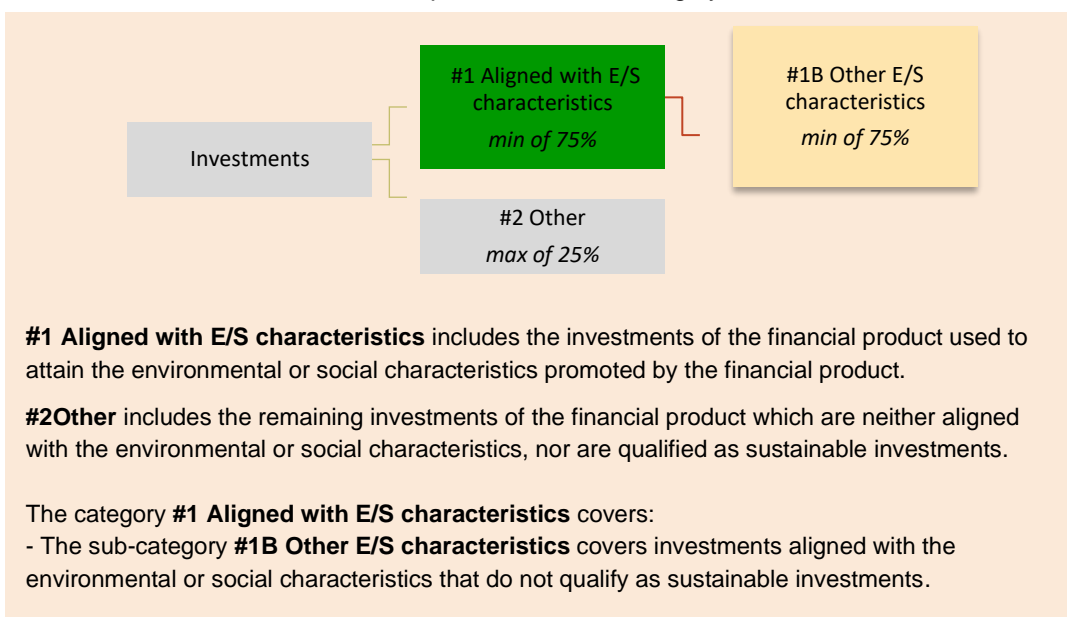 #1 Aligned with E/S
characteristics
min of 75%
#1B Other E/S
characteristics
min of 75%
Investments
#2 Other
max of 25%
#1 Aligned with E/S characteristics includes the investments of the financial product used to
attain the environmental or social characteristics promoted by the financial product.
#2Other includes the remaining investments of the financial product which are neither aligned
with the environmental or social characteristics, nor are qualified as sustainable investments.
The category #1 Aligned with E/S characteristics covers:
- The sub-category #1B Other E/S characteristics covers investments aligned with the
environmental or social characteristics that do not qualify as sustainable investments.